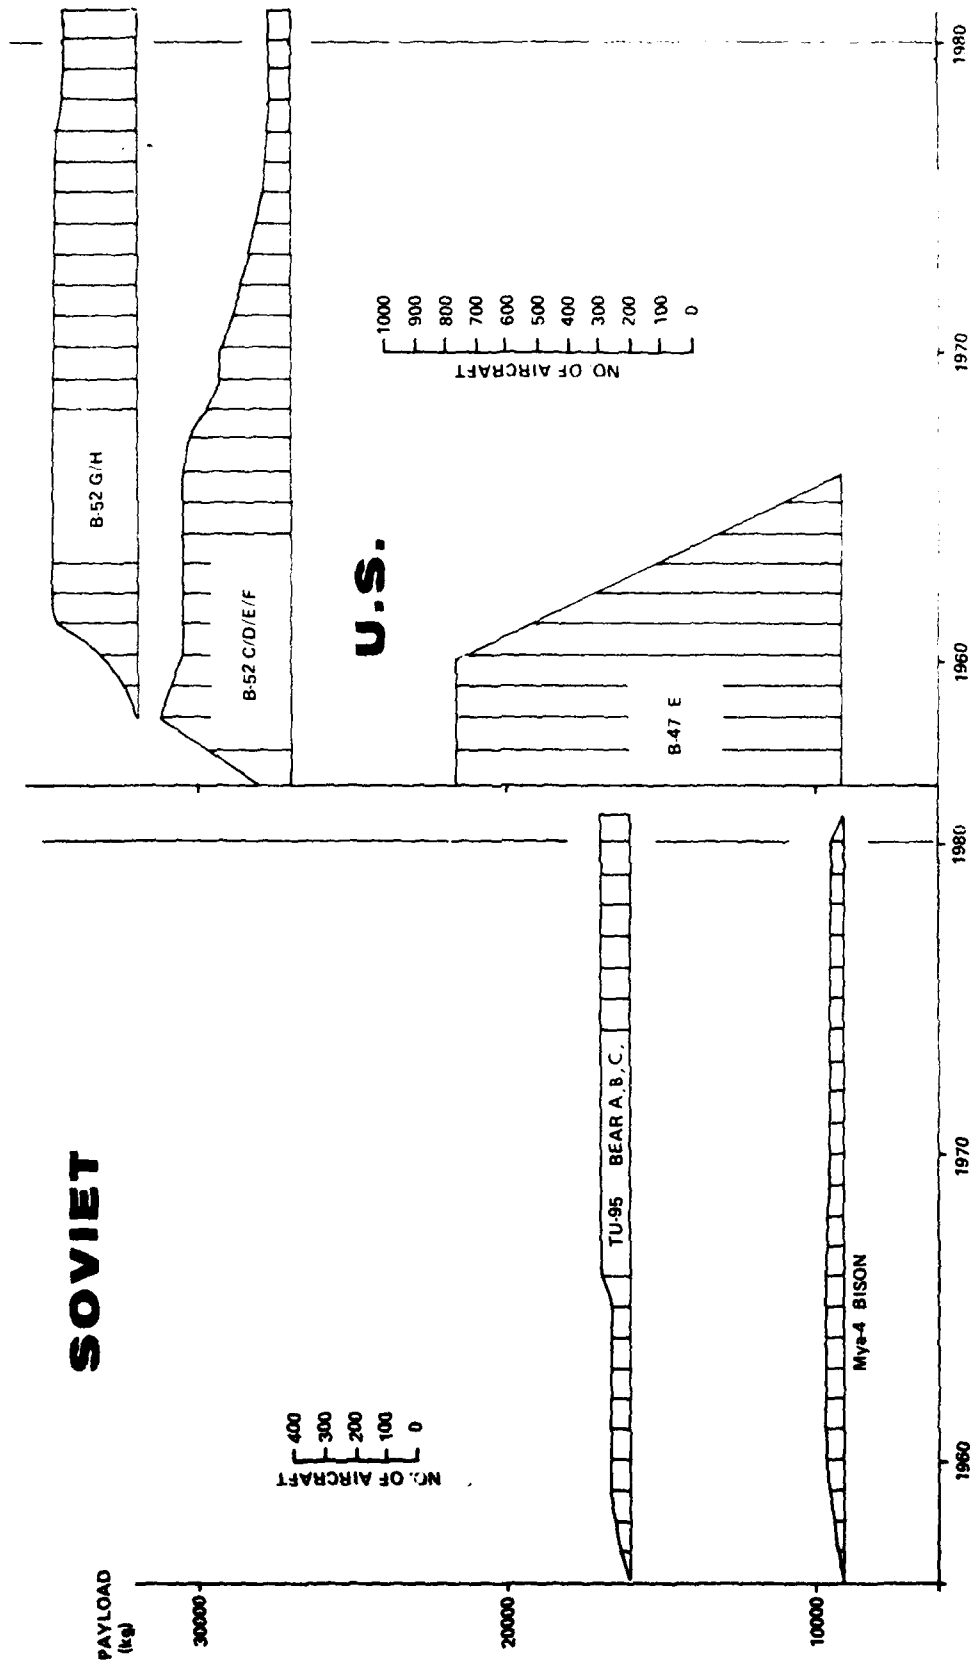 SOVIET
U.S.
PAYLOAD
(kg)
30000
20000
10000
NO. OF AIRCRAFT
400
300
200
100
0
TU-95 BEAR A,B,C,
Mya-4 BISON
1960
1970
1980
B-52 G/H
B-52 C/D/E/F
B-47 E
NO. OF AIRCRAFT
1000
900
800
700
600
500
400
300
200
100
0
1960
1970
1980